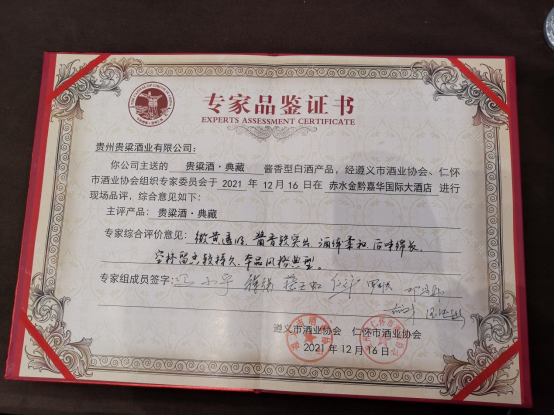 专家品鉴证书
EXPERTS ASSESSMENT CERTIFICATE
贵州贵梁酒业有限公司：
你公司主送的 贵梁酒·典藏 酱香型白酒产品，经遵义市酒业协会、仁怀
市酒业协会组织专家委员会于 2021 年 12 月 16 日在 赤水金黔嘉华国际大酒店 进行
现场品评，综合意见如下：
主评产品：贵梁酒·典藏
专家综合评价意见：微黄透明、酱香较突出、酒体柔和、后味绵长、
空杯留香较持久、本品风格典型。
专家组成员签字：
遵义市酒业协会 仁怀市酒业协会
2021 年 12 月 16 日